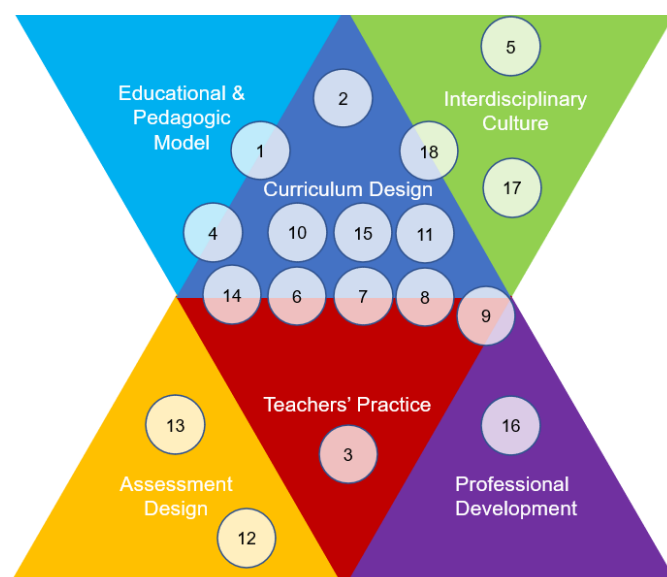 5
Educational &
Pedagogic
Model
2
Interdisciplinary
Culture
1
18
Curriculum Design
17
4
10
15
11
14
6
7
8
9
Teachers’ Practice
13
16
3
Assessment
Design
Professional
Development
12